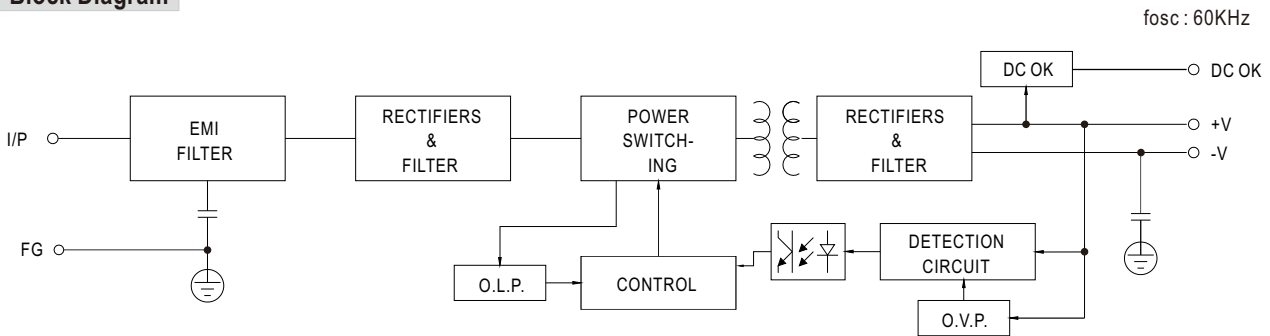 Block Diagram
fosc : 60KHz
DC OK
DC OK
I/P
EMI
FILTER
RECTIFIERS
&
FILTER
POWER
SWITCH-
ING
RECTIFIERS
&
FILTER
+V
-V
FG
O.L.P.
CONTROL
DETECTION
CIRCUIT
O.V.P.